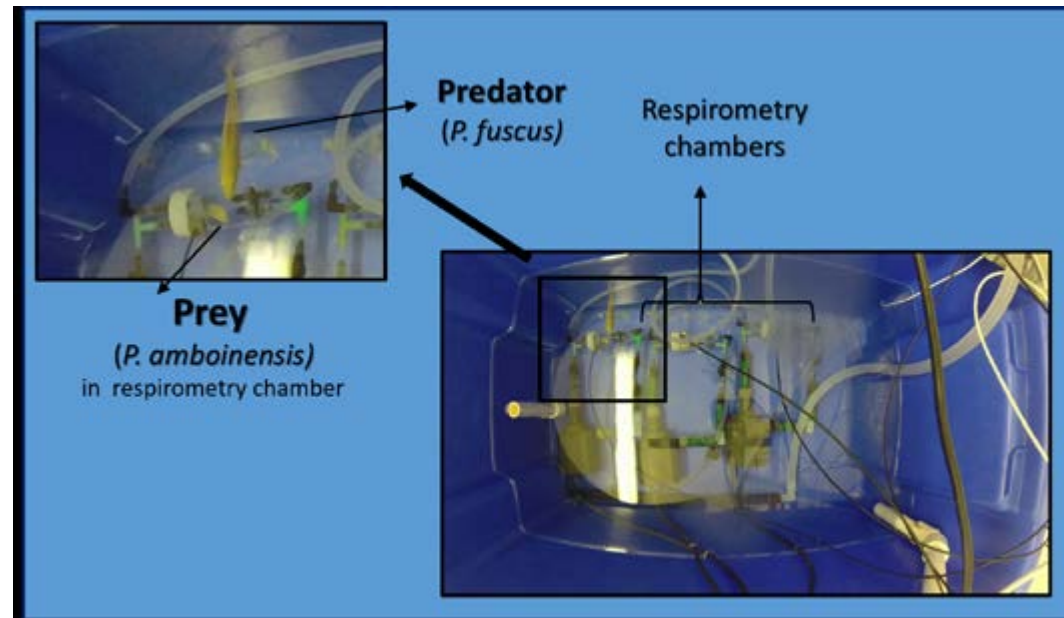 Predator
(P. fuscus)
Respirometry
chambers
Prey
(P. amboinensis)
in respirometry chamber